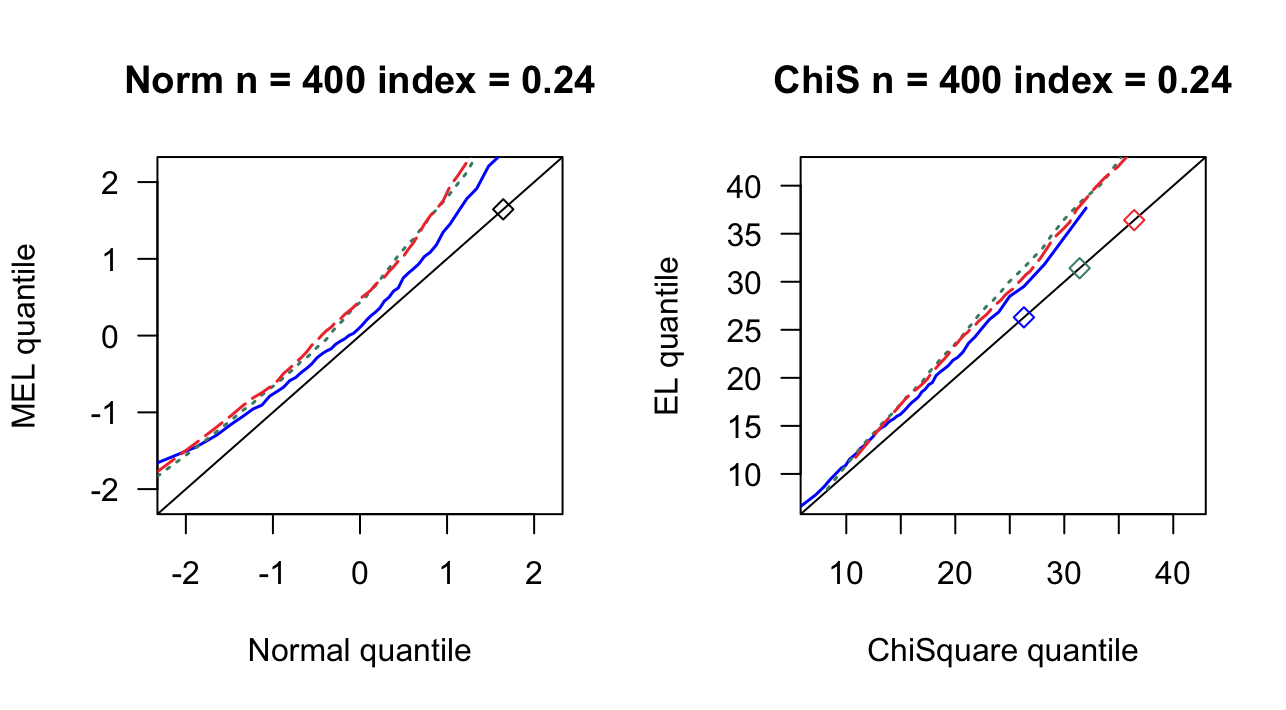 Norm n = 400 index = 0.24
MEL quantile
2
1
0
-1
-2
-2 -1 0 1 2
Normal quantile
ChiS n = 400 index = 0.24
EL quantile
40
35
30
25
20
15
10
10 20 30 40
ChiSquare quantile